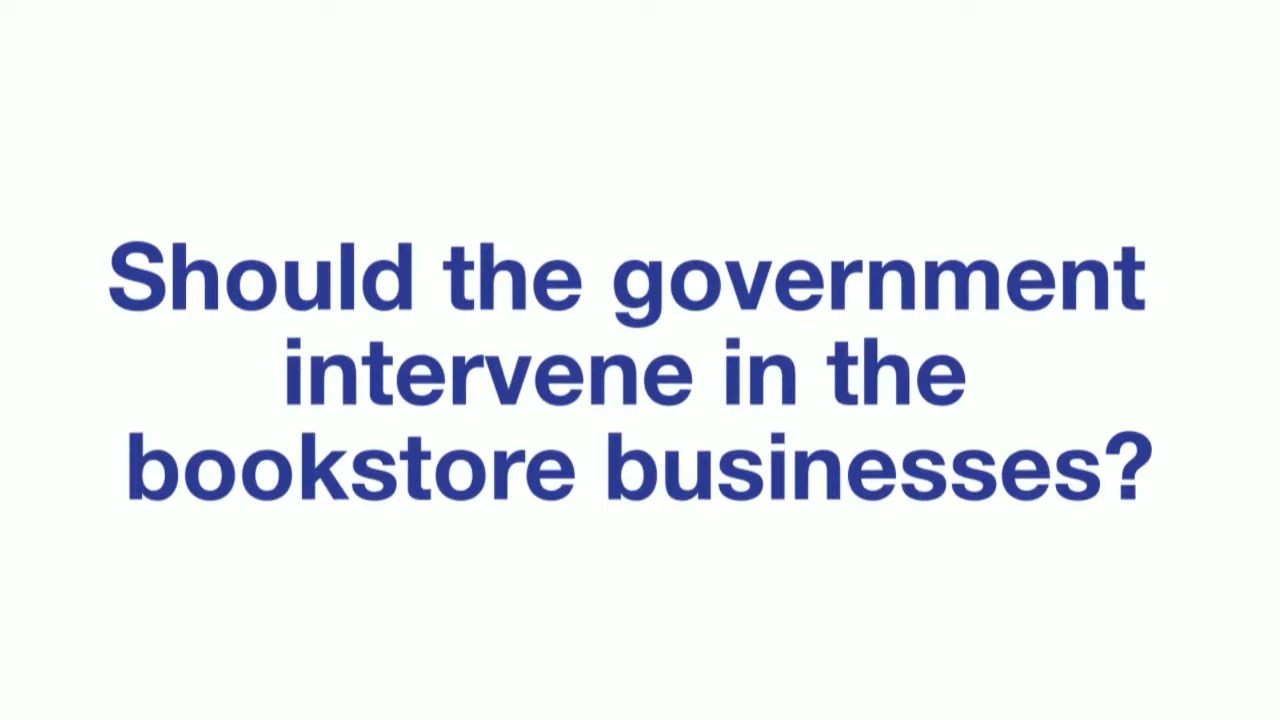 Should the government
intervene in the
bookstore businesses?